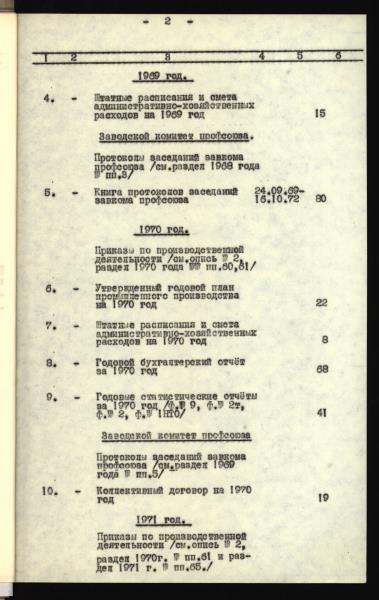 - 2 -
1 2 3 4 5 6
1969 год.
4. - Штатные расписания и смета
административно-хозяйственных
расходов на 1969 год 15
Заводской комитет профсоюза.
Протоколы заседаний завкома
профсоюза /см.раздел 1968 года
№ пп.3/
5. - Книга протоколов заседаний 24.09.69-
завкома профсоюза 16.10.72 80
1970 год.
Приказы по производственной
деятельности /см.опись № 2,
раздел 1970 года №№ пп.60,61/
6. - Утвержденный годовой план
промышленного производства
на 1970 год 22
7. - Штатные расписания и смета
административно-хозяйственных
расходов на 1970 год 8
8. - Годовой бухгалтерский отчёт
за 1970 год 68
9. - Годовые статистические отчёты
за 1970 год /ф.№ 9, ф.№ 2т,
ф.№ 2, ф.№ 1НТО/ 41
Заводской комитет профсоюза
Протоколы заседаний завкома
профсоюза /см.раздел 1969
года № пп.5/
10. - Коллективный договор на 1970
год 19
1971 год.
Приказы по производственной
деятельности /см.опись № 2,
раздел 1970г. № пп.61 и раз-
дел 1971 г. № пп.65./